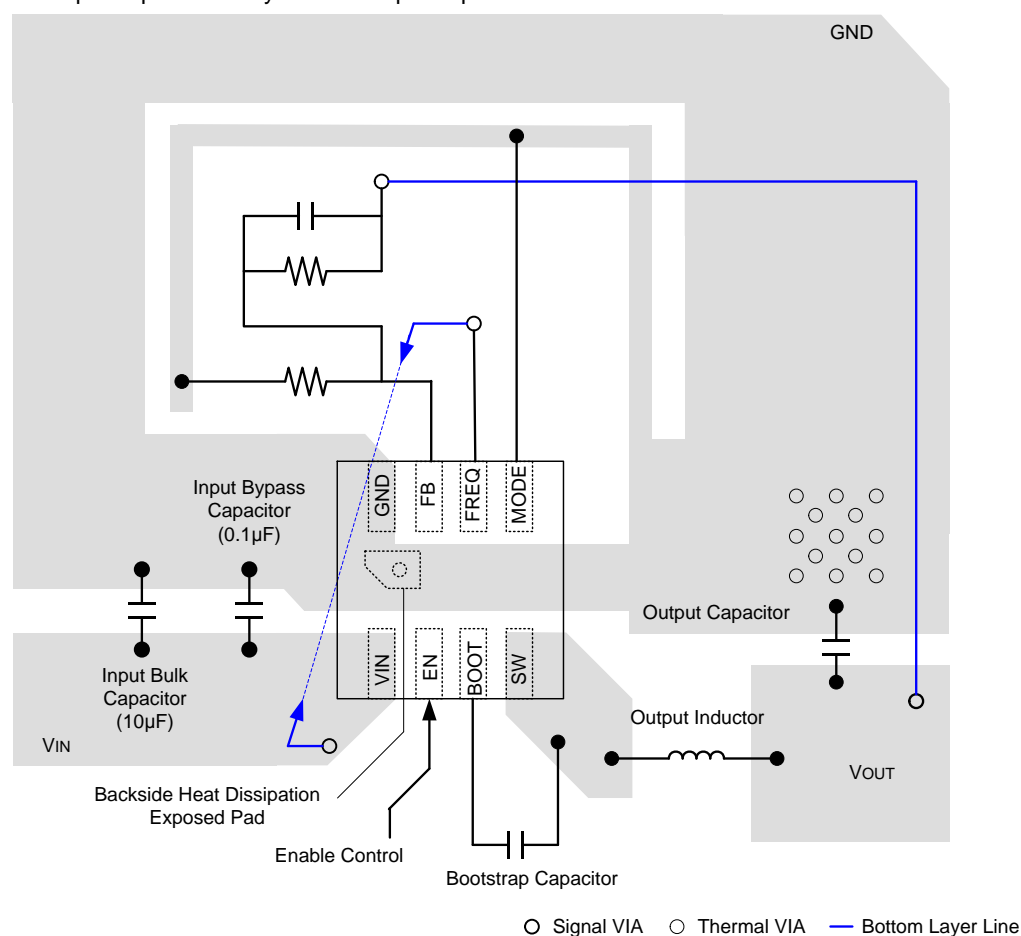 GND
Input Bypass
Capacitor
(0.1µF)
GND
FB
FREQ
MODE
Output Capacitor
VIN
EN
BOOT
SW
Input Bulk
Capacitor
(10µF)
VIN
Output Inductor
VOUT
Backside Heat Dissipation
Exposed Pad
Enable Control
Bootstrap Capacitor
Signal VIA
Thermal VIA
Bottom Layer Line